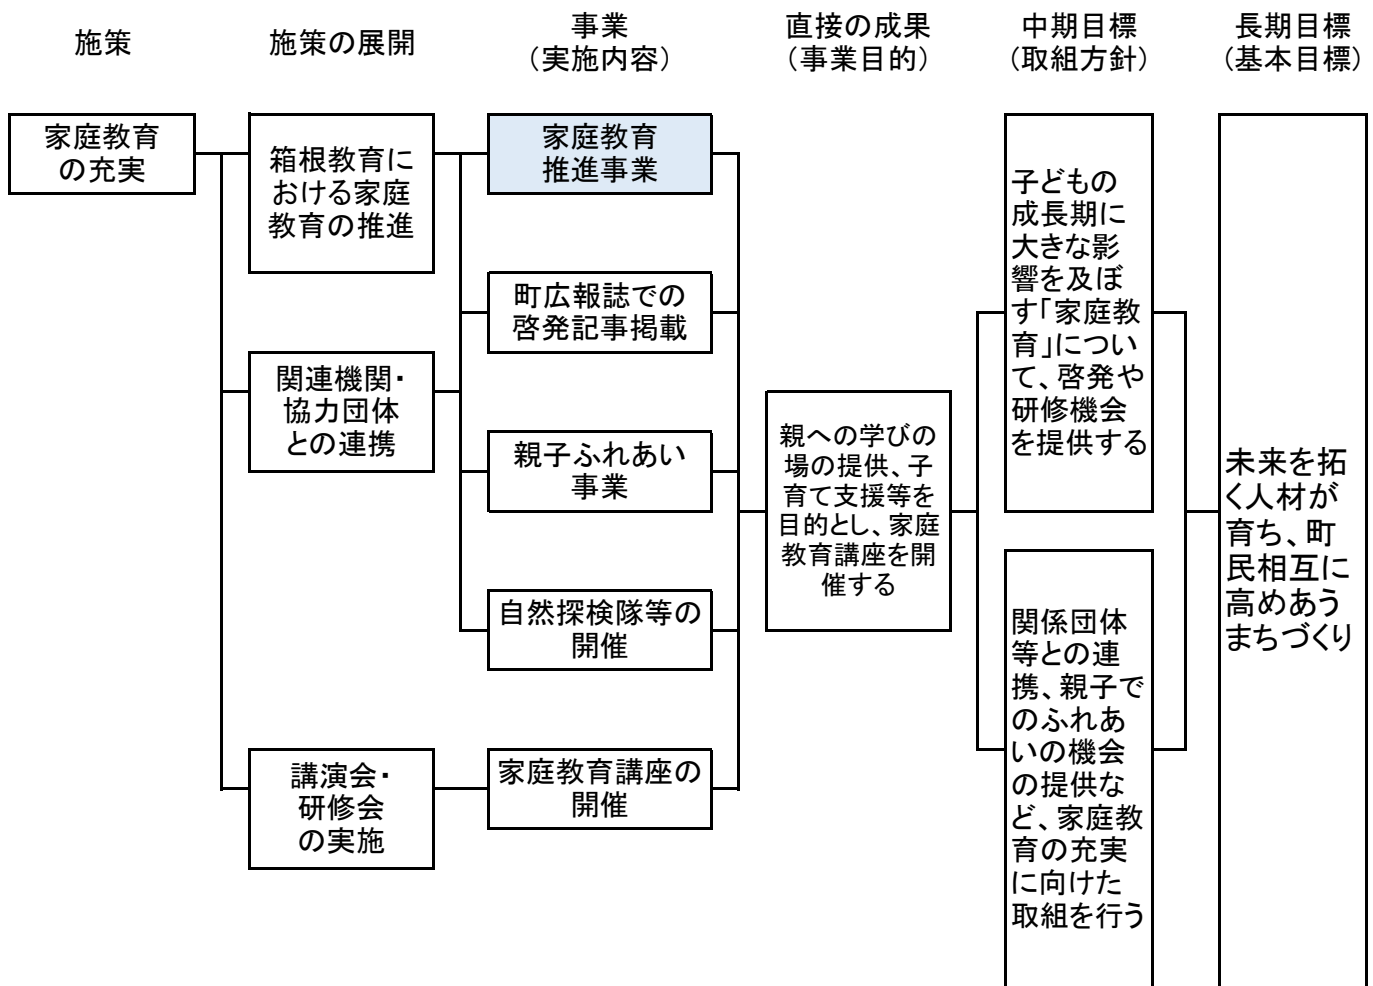 施策
施策の展開
事業
（実施内容）
直接の成果
（事業目的）
中期目標
（取組方針）
長期目標
（基本目標）
家庭教育
の充実
箱根教育に
おける家庭
教育の推進
関連機関・
協力団体
との連携
講演会・
研修会
の実施
家庭教育
推進事業
町広報誌での
啓発記事掲載
親子ふれあい
事業
自然探検隊等の
開催
家庭教育講座の
開催
親への学びの
場の提供、子
育て支援等を
目的とし、家庭
教育講座を開
催する
子どもの
成長期に
大きな影
響を及ぼ
す「家庭教
育」につい
て、啓発や
研修機会
を提供する
関係団体
等との連
携、親子で
のふれあ
いの機会
の提供な
ど、家庭教
育の充実
に向けた
取組を行う
未来を拓
く人材が
育ち、町
民相互に
高めあう
まちづくり